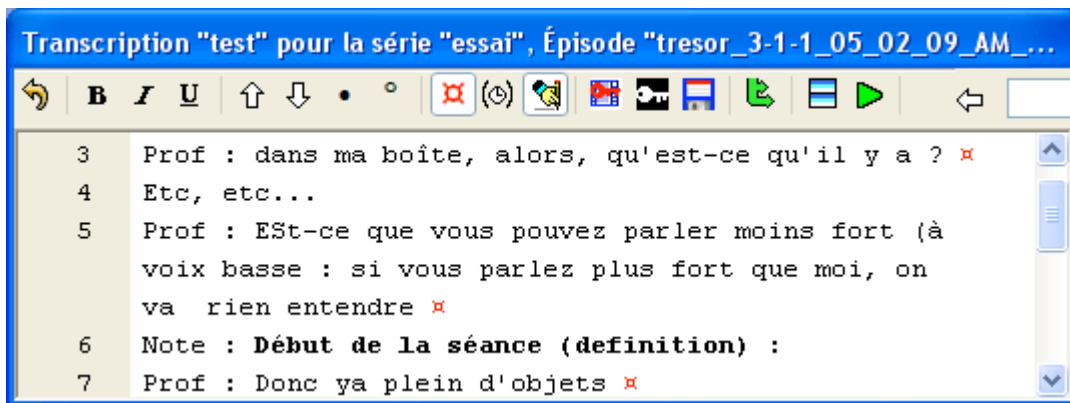 Transcription "test" pour la série "essai", Épisode "tresor_3-1-1_05_02_09_AM_...
B I U
3 Prof : dans ma boîte, alors, qu'est-ce qu'il y a ? ¤
4 Etc, etc...
5 Prof : ESt-ce que vous pouvez parler moins fort (à
voix basse : si vous parlez plus fort que moi, on
va  rien entendre ¤
6 Note : Début de la séance (definition) :
7 Prof : Donc ya plein d'objets ¤